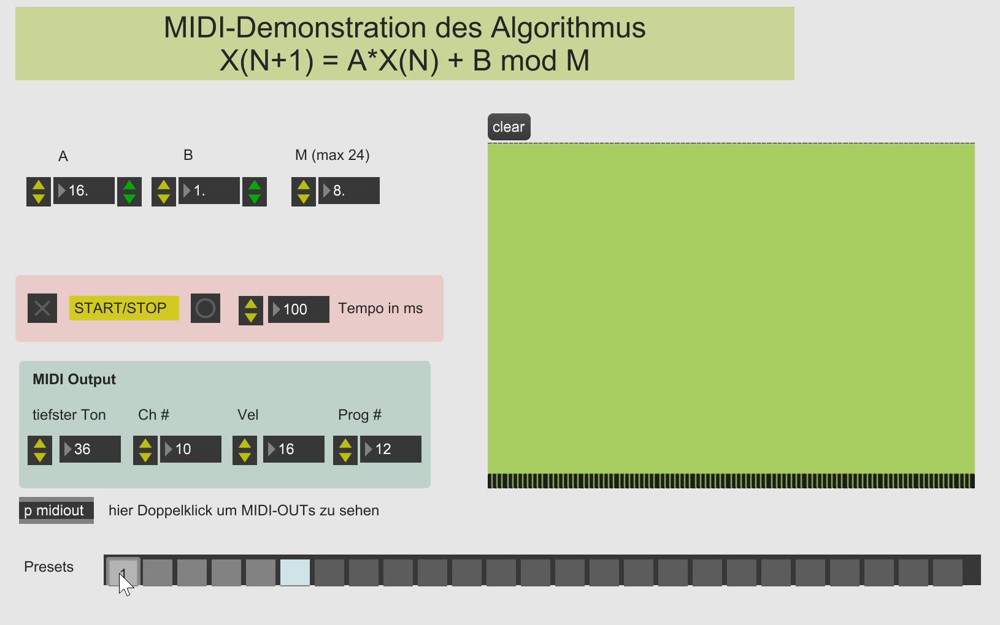 MIDI-Demonstration des Algorithmus
X(N+1) = A*X(N) + B mod M
clear
A B M (max 24)
16. 1. 8.
START/STOP 100 Tempo in ms
MIDI Output
tiefster Ton Ch # Vel Prog #
36 10 16 12
p midiout hier Doppelklick um MIDI-OUTs zu sehen
Presets 1